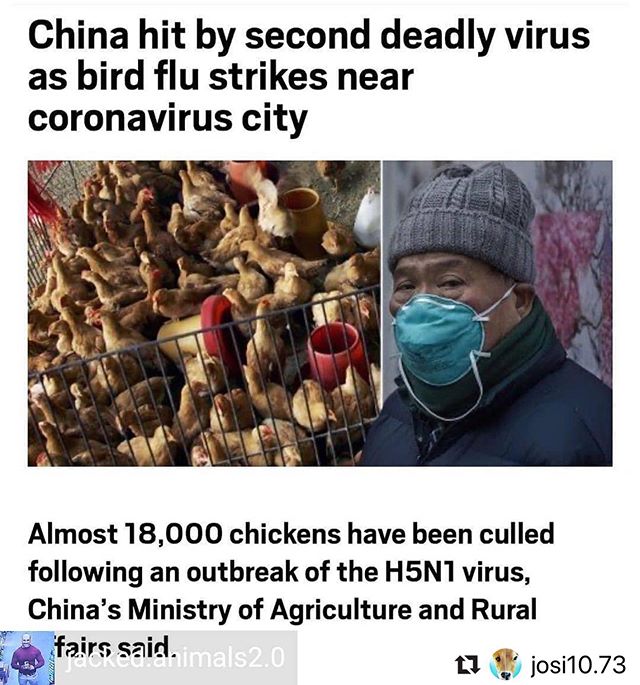 China hit by second deadly virus
as bird flu strikes near
coronavirus city
Almost 18,000 chickens have been culled
following an outbreak of the H5N1 virus,
China's Ministry of Agriculture and Rural
ffairs said.
jacked.animals2.0
josi10.73